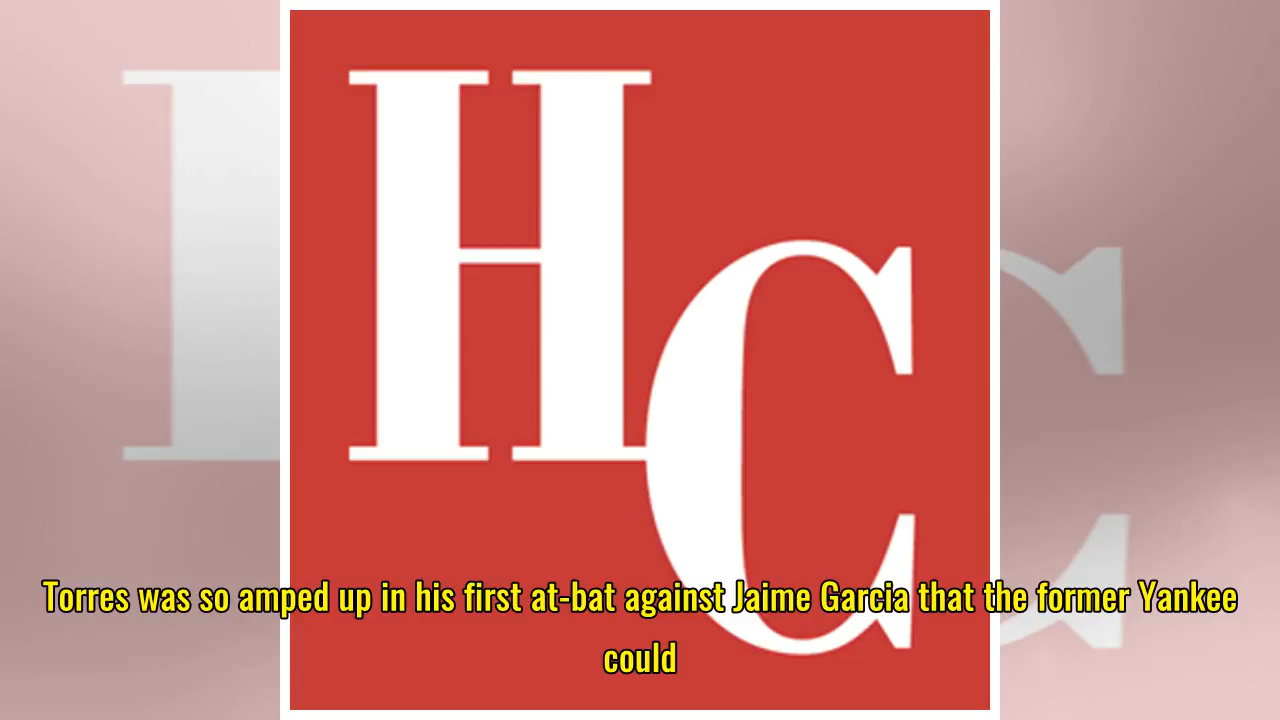 HC
Torres was so amped up in his first at-bat against Jaime Garcia that the former Yankee
could